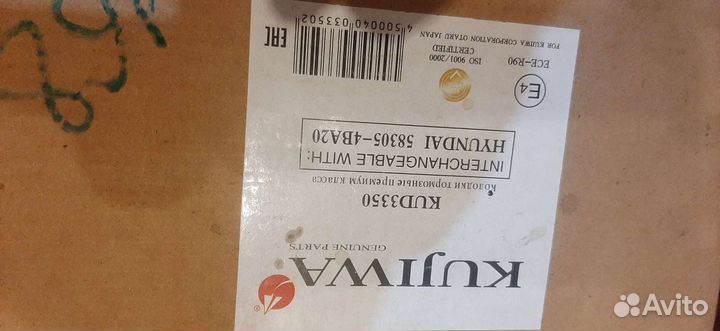 KUJIWA
®
GENUINE PARTS
KUD3350
Колодки тормозные премиум класса
INTERCHANGEABLE WITH:
HYUNDAI 58305-4BA20
E4
ECE-R90
ISO 9001/2000
CERTIFIED
FOR KUJIWA CORPORATION OTARU JAPAN
4 500040 033502
EAC
Avito